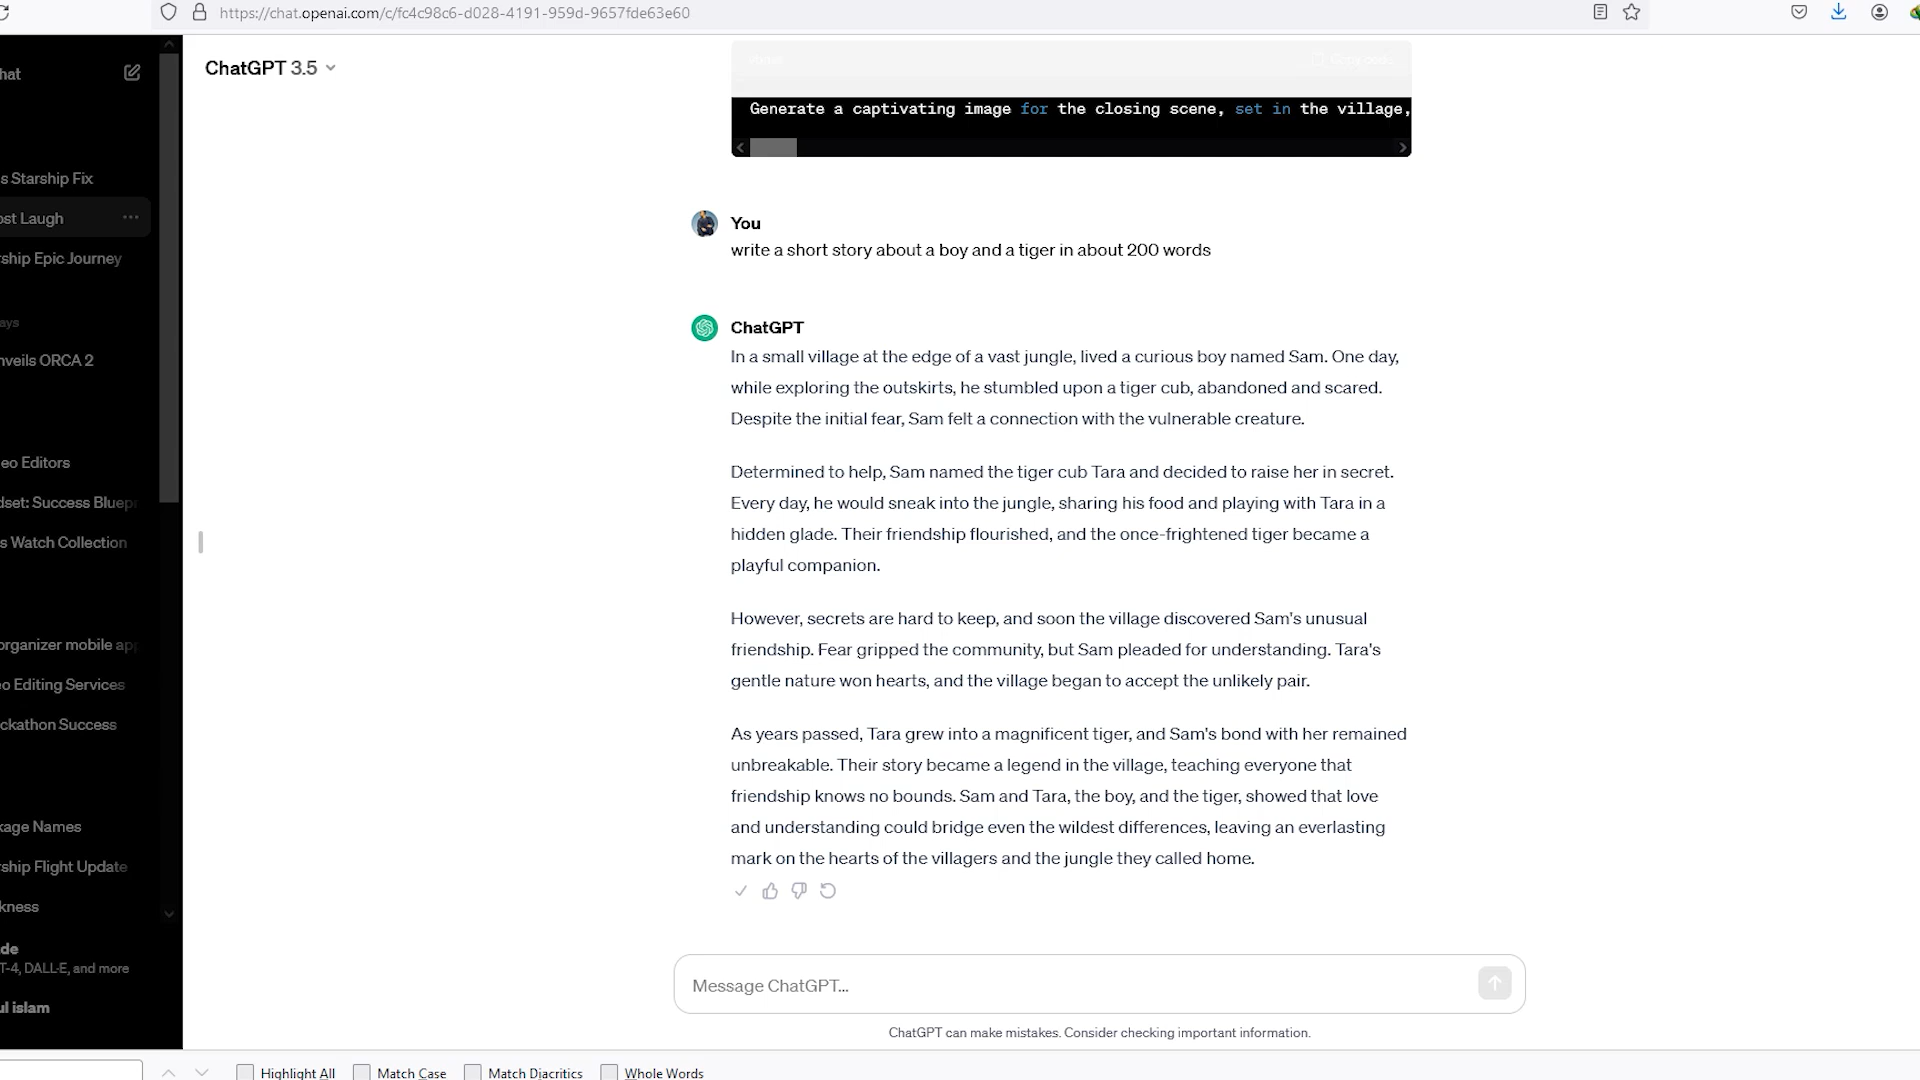 https://chat.openai.com/c/fc4c98c6-d028-4191-959d-9657fde63e60
hat
s Starship Fix
ost Laugh
rship Epic Journey
ays
nveils ORCA 2
eo Editors
dset: Success Bluepr
s Watch Collection
organizer mobile app
o Editing Services
ckathon Success
kage Names
rship Flight Update
kness
de
T-4, DALL·E, and more
ul islam
ChatGPT 3.5
Copy code
Generate a captivating image for the closing scene, set in the village,
You
write a short story about a boy and a tiger in about 200 words
ChatGPT
In a small village at the edge of a vast jungle, lived a curious boy named Sam. One day,
while exploring the outskirts, he stumbled upon a tiger cub, abandoned and scared.
Despite the initial fear, Sam felt a connection with the vulnerable creature.
Determined to help, Sam named the tiger cub Tara and decided to raise her in secret.
Every day, he would sneak into the jungle, sharing his food and playing with Tara in a
hidden glade. Their friendship flourished, and the once-frightened tiger became a
playful companion.
However, secrets are hard to keep, and soon the village discovered Sam's unusual
friendship. Fear gripped the community, but Sam pleaded for understanding. Tara's
gentle nature won hearts, and the village began to accept the unlikely pair.
As years passed, Tara grew into a magnificent tiger, and Sam's bond with her remained
unbreakable. Their story became a legend in the village, teaching everyone that
friendship knows no bounds. Sam and Tara, the boy, and the tiger, showed that love
and understanding could bridge even the wildest differences, leaving an everlasting
mark on the hearts of the villagers and the jungle they called home.
Message ChatGPT...
ChatGPT can make mistakes. Consider checking important information.
Highlight All
Match Case
Match Diacritics
Whole Words